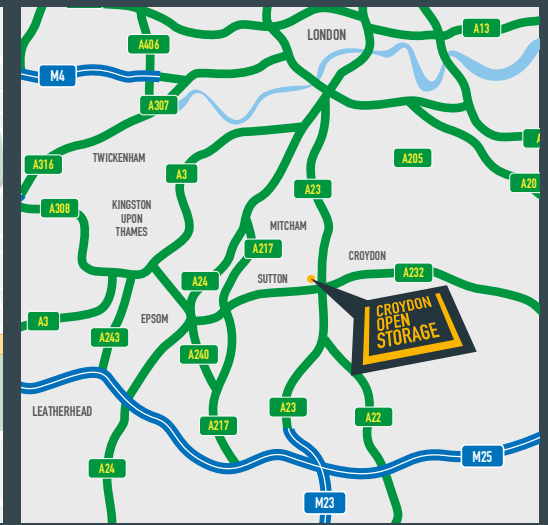 LONDON
A13
A406
M4
A307
A316
TWICKENHAM
A205
A3
A20
A23
A308
KINGSTON
UPON
THAMES
MITCHAM
A217
CROYDON
A232
SUTTON
A24
CROYDON
OPEN
STORAGE
A3
EPSOM
A243
A240
LEATHERHEAD
A23
A22
A217
M25
A24
M23